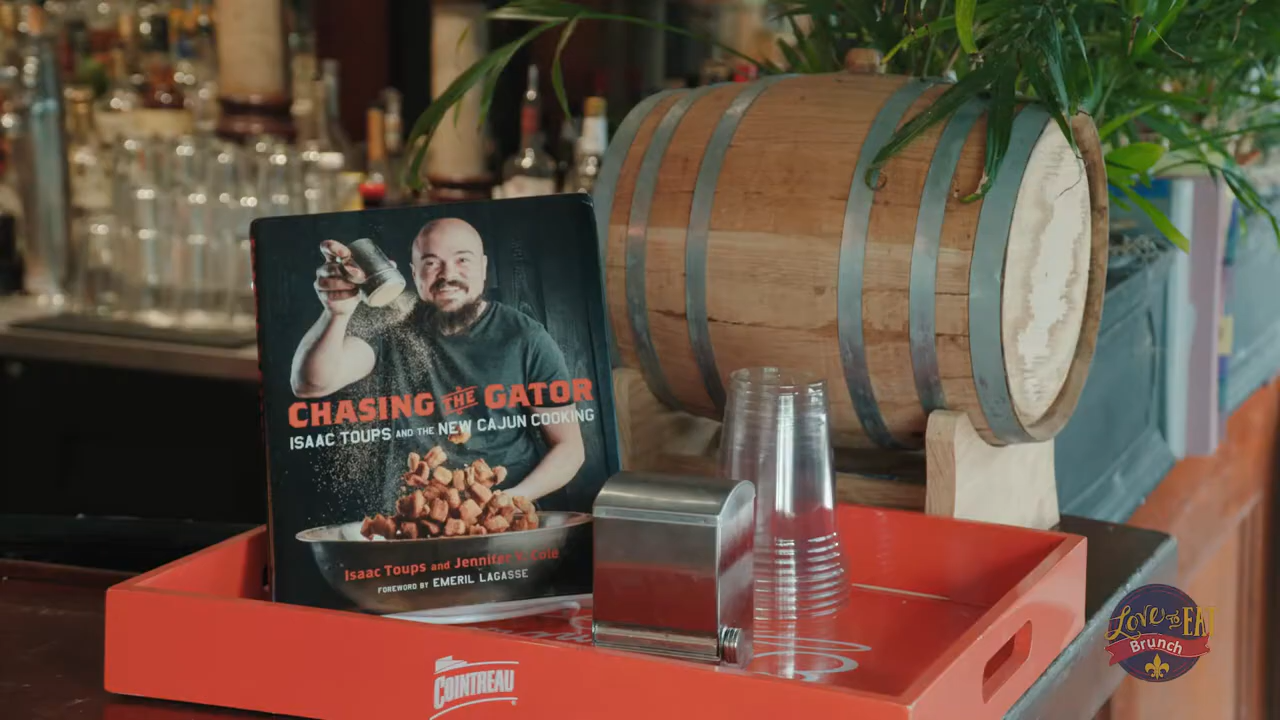 CHASING THE GATOR
ISAAC TOUPS AND THE NEW CAJUN COOKING
Isaac Toups and Jennifer V. Cole
FOREWORD BY EMERIL LAGASSE
COINTREAU
LOVE TO EAT
Brunch